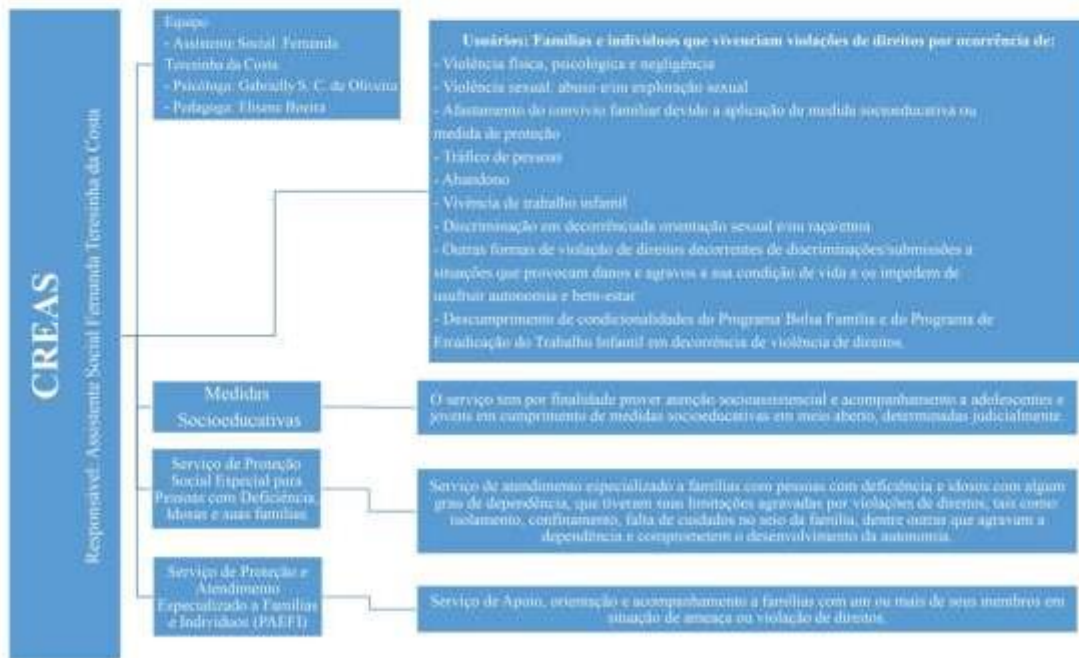 CREAS
Responsável: Assistente Social Fernanda Teresinha da Costa
Equipe
- Assistente Social: Fernanda
Teresinha da Costa
- Psicóloga: Gabrielly S. C. de Oliveira
- Pedagoga: Elisane
Usuários: Famílias e indivíduos que vivenciam violações de direitos por ocorrência de:
- Violência física, psicológica e negligência
- Violência sexual: abuso e/ou exploração sexual
- Afastamento do convívio familiar devido a aplicação de medida socioeducativa ou
medida de proteção
- Tráfico de pessoas
- Abandono
- Vivência de trabalho infantil
- Discriminação em decorrênciada orientação sexual e/ou raça/etnia
- Outras formas de violação de direitos decorrentes de discriminações/submissões a
situações que provocam danos e agravos a sua condição de vida e os impedem de
usufruir autonomia e bem-estar
- Descumprimento de condicionalidades do Programa Bolsa Família e do Programa de
Erradicação do Trabalho Infantil em decorrência de violência de direitos.
Medidas
Socioeducativas
O serviço tem por finalidade prover atenção socioassistencial e acompanhamento a adolescentes e
jovens em cumprimento de medidas socioeducativas em meio aberto, determinadas judicialmente.
Serviço de Proteção
Social Especial para
Pessoas com Deficiência,
Idosas e suas famílias
Serviço de atendimento especializado a famílias com pessoas com deficiência e idosos com algum
grau de dependência, que tiveram suas limitações agravadas por violações de direitos, tais como
isolamento, confinamento, falta de cuidados no seio da família, dentre outras que agravam a
dependência e comprometem o desenvolvimento da autonomia.
Serviço de Proteção e
Atendimento
Especializado a Famílias
e Indivíduos (PAEFI)
Serviço de Apoio, orientação e acompanhamento a famílias com um ou mais de seus membros em
situação de ameaça ou violação de direitos.